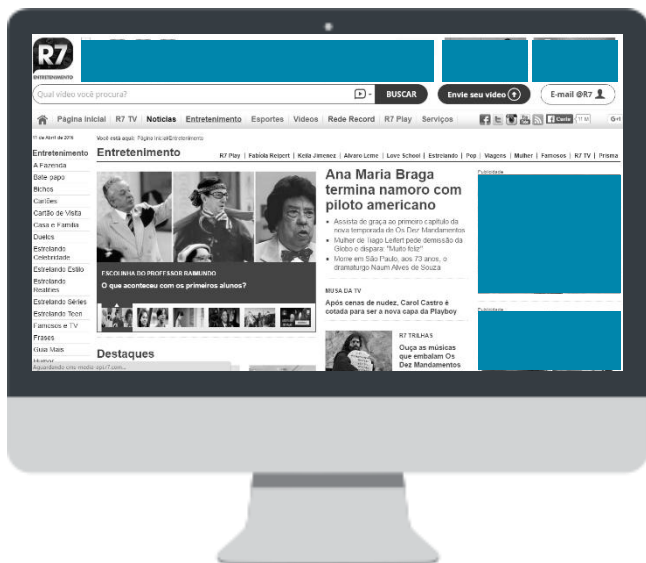 R7
ENTRETENIMENTO
Qual vídeo você procura?
BUSCAR
Envie seu vídeo
E-mail @R7
Página inicial | R7 TV | Notícias | Entretenimento | Esportes | Vídeos | Rede Record | R7 Play | Serviços
Curtir
Você está aqui: Página Inicial/Entretenimento
Entretenimento
A Fazenda
Bate papo
Bichos
Cartões
Cartão de Visita
Casa e Família
Duelos
Estrelando
Celebridade
Estrelando Estilo
Estrelando
Realities
Estrelando Séries
Estrelando Teen
Famosos e TV
Frases
Guia Mais
Humor
Entretenimento
R7 Play | Fabíola Reipert | Keila Jimenez | Alvaro Leme | Love School | Estrelando | Pop | Viagens | Mulher | Famosos | R7 TV | Prisma
ESCOLINHA DO PROFESSOR RAIMUNDO
O que aconteceu com os primeiros alunos?
Destaques
Ana Maria Braga
termina namoro com
piloto americano
Assista de graça ao primeiro capítulo da
nova temporada de Os Dez Mandamentos
Mulher de Tiago Leifert pede demissão da
Globo e dispara: "Muito feliz"
Morre em São Paulo, aos 73 anos, o
dramaturgo Naum Alves de Souza
MUSA DA TV
Após cenas de nudez, Carol Castro é
cotada para ser a nova capa da Playboy
R7 TRILHAS
Ouça as músicas
que embalam Os
Dez Mandamentos
Publicidade
Publicidade